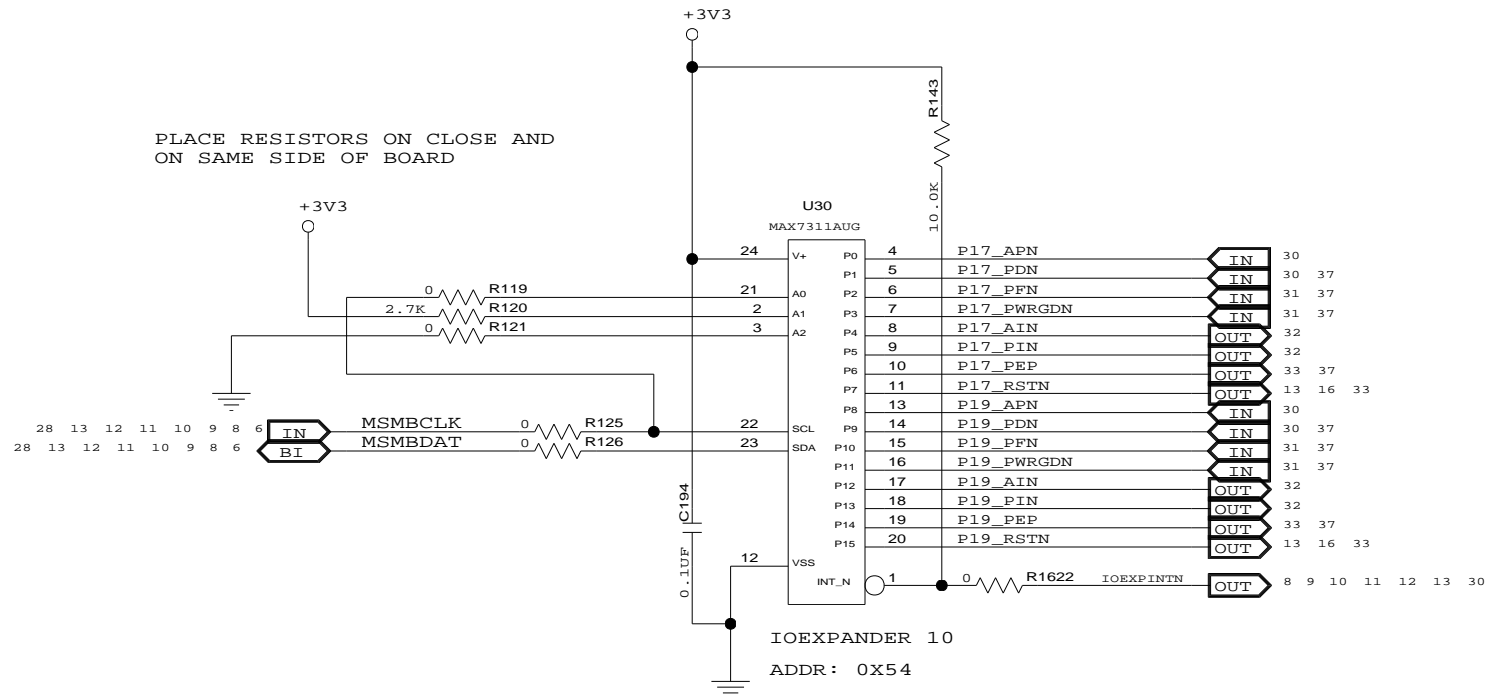 +3V3
R143
10.0K
PLACE RESISTORS ON CLOSE AND
ON SAME SIDE OF BOARD
+3V3
U30
MAX7311AUG
24 V+ P0 4 P17_APN IN 30
P1 5 P17_PDN IN 30 37
0 R119 21 A0 P2 6 P17_PFN IN 31 37
2.7K R120 2 A1 P3 7 P17_PWRGDN IN 31 37
0 R121 3 A2 P4 8 P17_AIN OUT 32
P5 9 P17_PIN OUT 32
P6 10 P17_PEP OUT 33 37
P7 11 P17_RSTN OUT 13 16 33
P8 13 P19_APN IN 30
28 13 12 11 10 9 8 6 IN MSMBCLK 0 R125 22 SCL P9 14 P19_PDN IN 30 37
28 13 12 11 10 9 8 6 BI MSMBDAT 0 R126 23 SDA P10 15 P19_PFN IN 31 37
P11 16 P19_PWRGDN IN 31 37
P12 17 P19_AIN OUT 32
C194
P13 18 P19_PIN OUT 32
P14 19 P19_PEP OUT 33 37
P15 20 P19_RSTN OUT 13 16 33
0.1UF
12 VSS
INT_N 1 0 R1622 IOEXPINTN OUT 8 9 10 11 12 13 30
IOEXPANDER 10
ADDR: 0X54